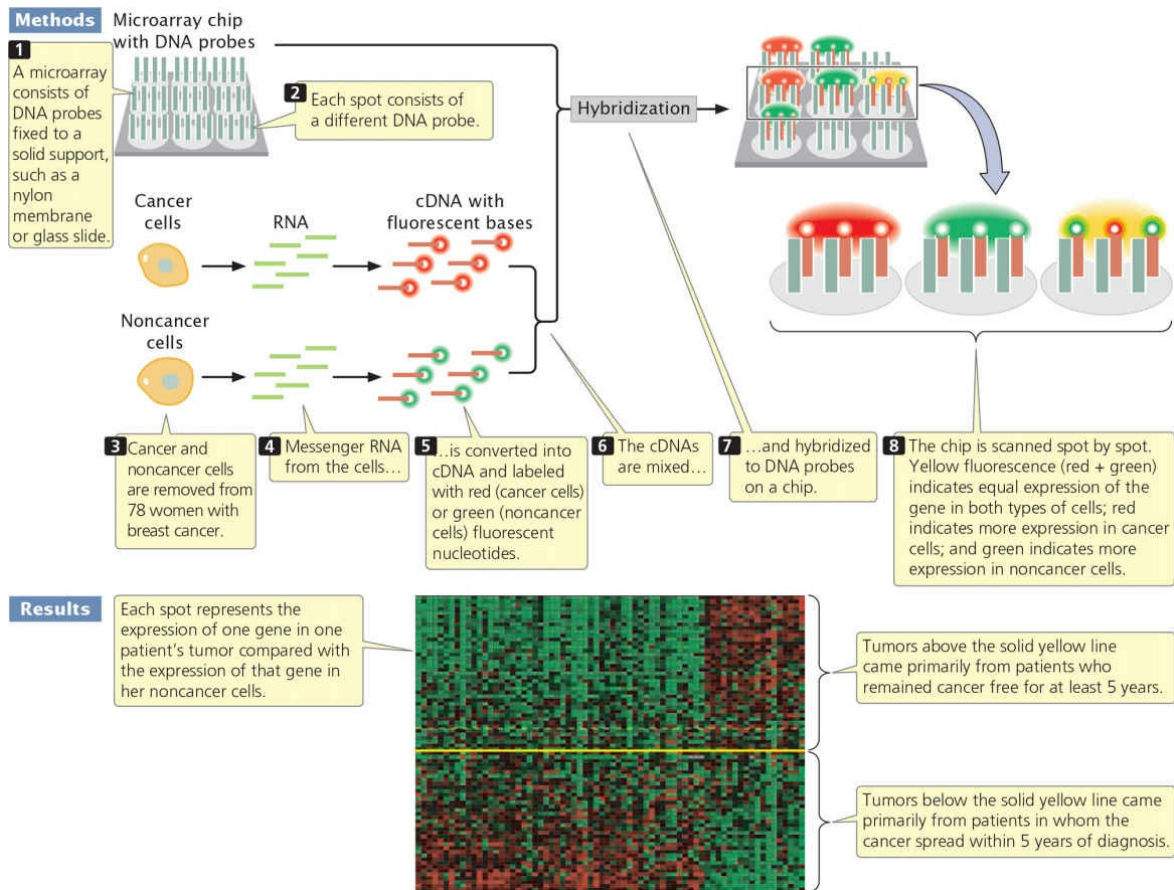 Methods
Microarray chip
with DNA probes
1
A microarray
consists of
DNA probes
fixed to a
solid support,
such as a
nylon
membrane
or glass slide.
2
Each spot consists of
a different DNA probe.
Hybridization
Cancer
cells
RNA
cDNA with
fluorescent bases
Noncancer
cells
3 Cancer and
noncancer cells
are removed from
78 women with
breast cancer.
4 Messenger RNA
from the cells…
5 …is converted into
cDNA and labeled
with red (cancer cells)
or green (noncancer
cells) fluorescent
nucleotides.
6 The cDNAs
are mixed…
7 …and hybridized
to DNA probes
on a chip.
8 The chip is scanned spot by spot.
Yellow fluorescence (red + green)
indicates equal expression of the
gene in both types of cells; red
indicates more expression in cancer
cells; and green indicates more
expression in noncancer cells.
Results
Each spot represents the
expression of one gene in one
patient’s tumor compared with
the expression of that gene in
her noncancer cells.
Tumors above the solid yellow line
came primarily from patients who
remained cancer free for at least 5 years.
Tumors below the solid yellow line came
primarily from patients in whom the
cancer spread within 5 years of diagnosis.